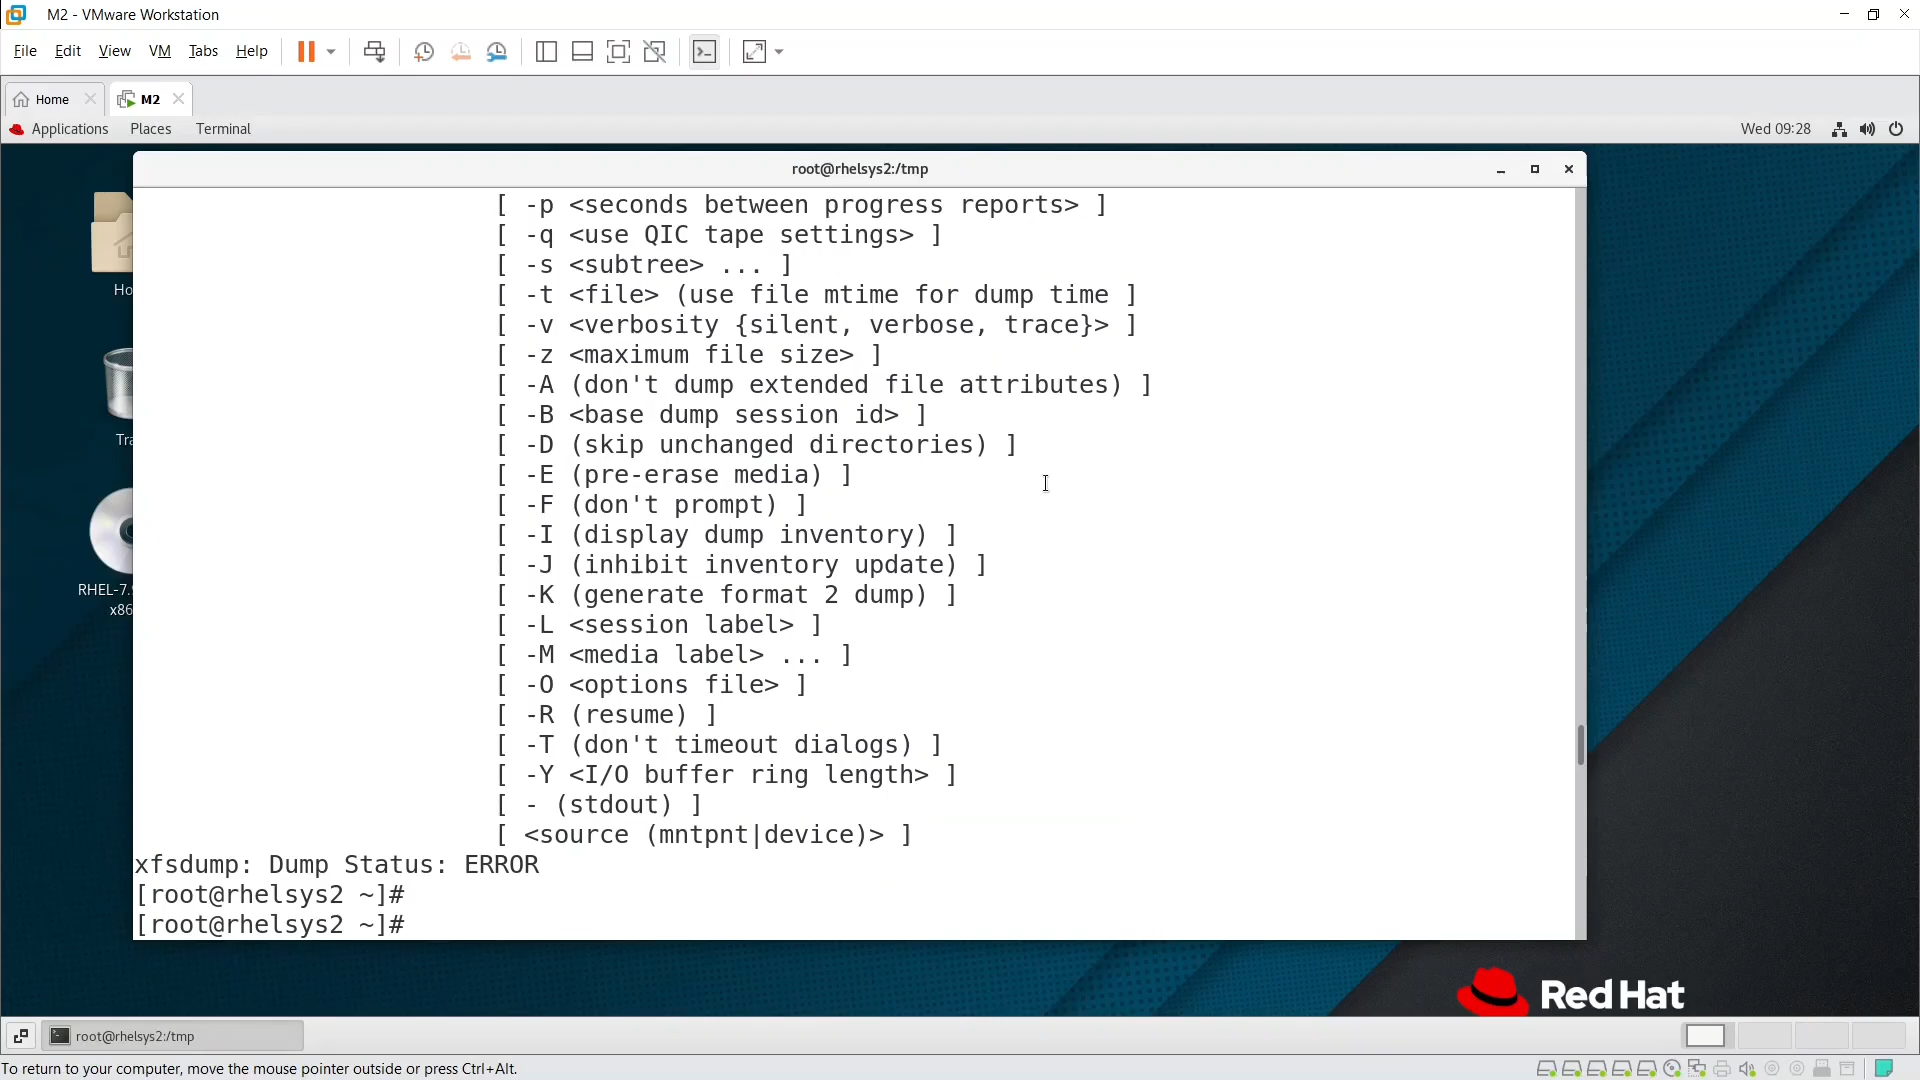 M2 - VMware Workstation
File Edit View VM Tabs Help
Home M2
Applications Places Terminal Wed 09:28
root@rhelsys2:/tmp
[ -p <seconds between progress reports> ]
[ -q <use QIC tape settings> ]
[ -s <subtree> ... ]
[ -t <file> (use file mtime for dump time ]
[ -v <verbosity {silent, verbose, trace}> ]
[ -z <maximum file size> ]
[ -A (don't dump extended file attributes) ]
[ -B <base dump session id> ]
[ -D (skip unchanged directories) ]
[ -E (pre-erase media) ]
[ -F (don't prompt) ]
[ -I (display dump inventory) ]
[ -J (inhibit inventory update) ]
[ -K (generate format 2 dump) ]
[ -L <session label> ]
[ -M <media label> ... ]
[ -O <options file> ]
[ -R (resume) ]
[ -T (don't timeout dialogs) ]
[ -Y <I/O buffer ring length> ]
[ - (stdout) ]
[ <source (mntpnt|device)> ]
xfsdump: Dump Status: ERROR
[root@rhelsys2 ~]#
[root@rhelsys2 ~]#
Ho
Tra
RHEL-7.
x86
Red Hat
root@rhelsys2:/tmp
To return to your computer, move the mouse pointer outside or press Ctrl+Alt.